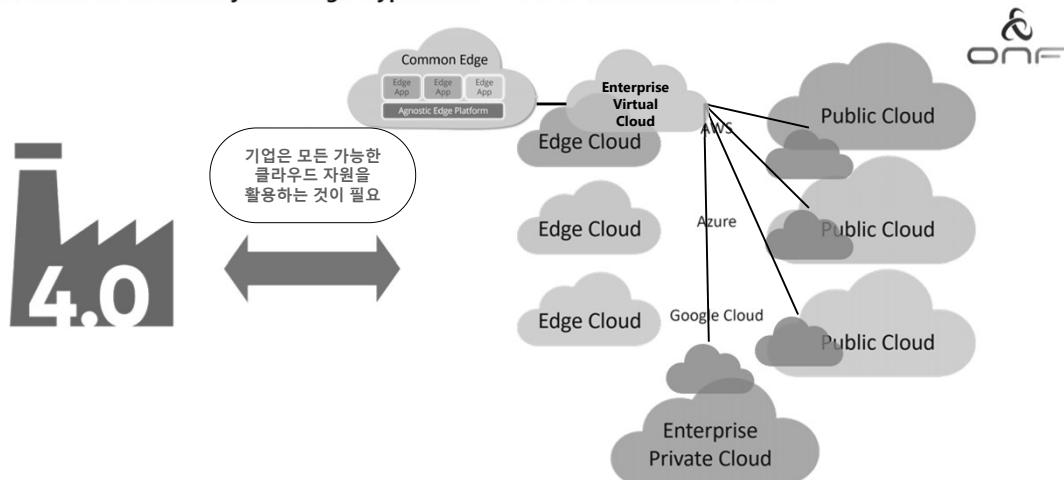 ONF
Common Edge
Edge App
Edge App
Edge App
Agnostic Edge Platform
기업은 모든 가능한
클라우드 자원을
활용하는 것이 필요
4.0
Enterprise
Virtual
Cloud
Edge Cloud
AWS
Public Cloud
Edge Cloud
Azure
Public Cloud
Edge Cloud
Google Cloud
Public Cloud
Enterprise
Private Cloud